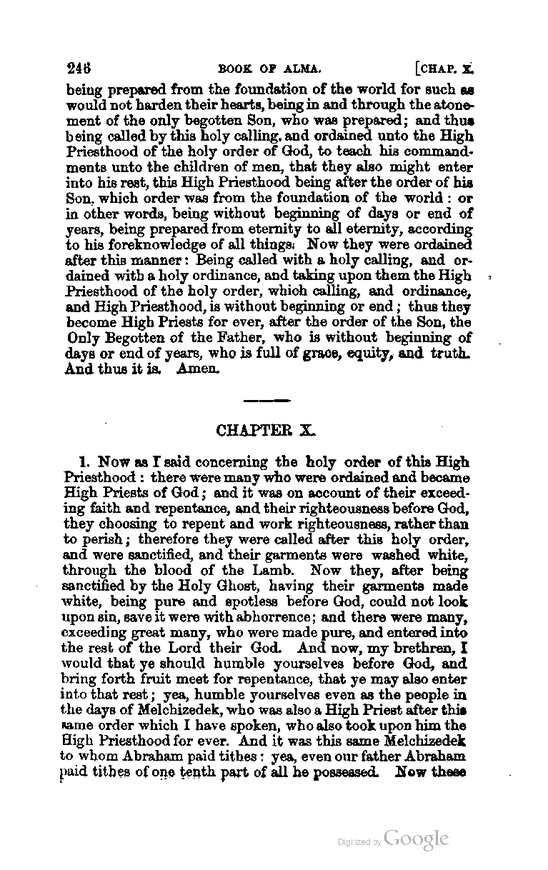 246 BOOK OF ALMA. [CHAP. X.
being prepared from the foundation of the world for such as
would not harden their hearts, being in and through the atone-
ment of the only begotten Son, who was prepared; and thus
being called by this holy calling, and ordained unto the High
Priesthood of the holy order of God, to teach his command-
ments unto the children of men, that they also might enter
into his rest, this High Priesthood being after the order of his
Son, which order was from the foundation of the world: or
in other words, being without beginning of days or end of
years, being prepared from eternity to all eternity, according
to his foreknowledge of all things. Now they were ordained
after this manner: Being called with a holy calling, and or-
dained with a holy ordinance, and taking upon them the High
Priesthood of the holy order, which calling, and ordinance,
and High Priesthood, is without beginning or end; thus they
become High Priests for ever, after the order of the Son, the
Only Begotten of the Father, who is without beginning of
days or end of years, who is full of grace, equity, and truth.
And thus it is. Amen.
CHAPTER X.
1. Now as I said concerning the holy order of this High
Priesthood: there were many who were ordained and became
High Priests of God; and it was on account of their exceed-
ing faith and repentance, and their righteousness before God,
they choosing to repent and work righteousness, rather than
to perish; therefore they were called after this holy order,
and were sanctified, and their garments were washed white,
through the blood of the Lamb. Now they, after being
sanctified by the Holy Ghost, having their garments made
white, being pure and spotless before God, could not look
upon sin, save it were with abhorrence; and there were many,
exceeding great many, who were made pure, and entered into
the rest of the Lord their God. And now, my brethren, I
would that ye should humble yourselves before God, and
bring forth fruit meet for repentance, that ye may also enter
into that rest; yea, humble yourselves even as the people in
the days of Melchizedek, who was also a High Priest after this
same order which I have spoken, who also took upon him the
High Priesthood for ever. And it was this same Melchizedek
to whom Abraham paid tithes: yea, even our father Abraham
paid tithes of one tenth part of all he possessed. Now these
Digitized by Google